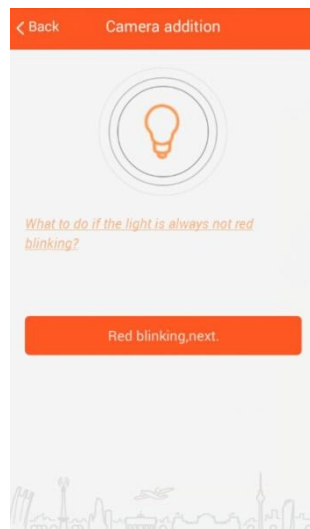 Back
Camera addition
What to do if the light is always not red
blinking?
Red blinking,next.